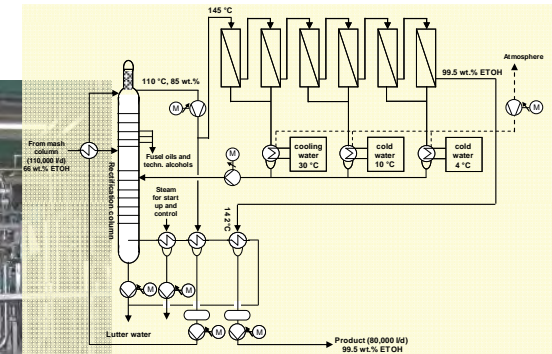 145 °C
Atmosphere
110 °C, 85 wt.%
99.5 wt.% ETOH
M
M
From mash
column
(110,000 l/d)
66 wt.% ETOH
Rectification column
Fusel oils and
techn. alcohols
M
cooling
water
30 °C
cold
water
10 °C
cold
water
4 °C
Steam
for start
up and
control
142°C
M
M
Lutter water
M
M
Product (80,000 l/d)
99.5 wt.% ETOH